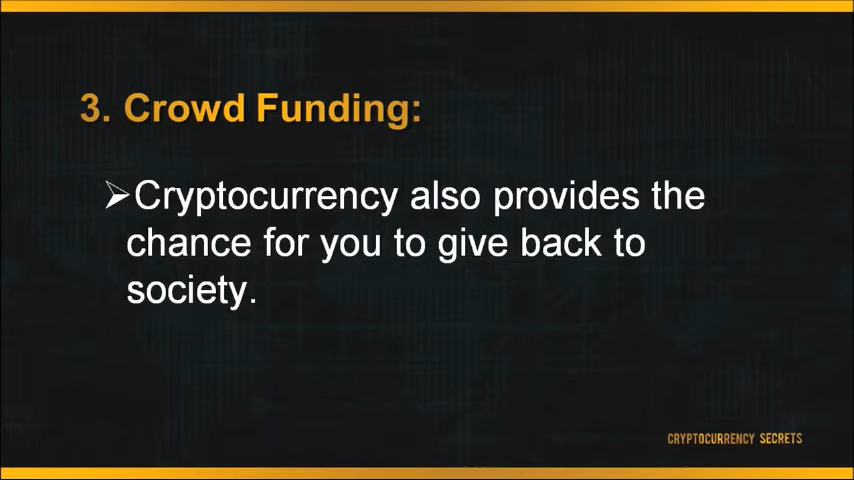 3. Crowd Funding:
➢Cryptocurrency also provides the
chance for you to give back to
society.
CRYPTOCURRENCY SECRETS